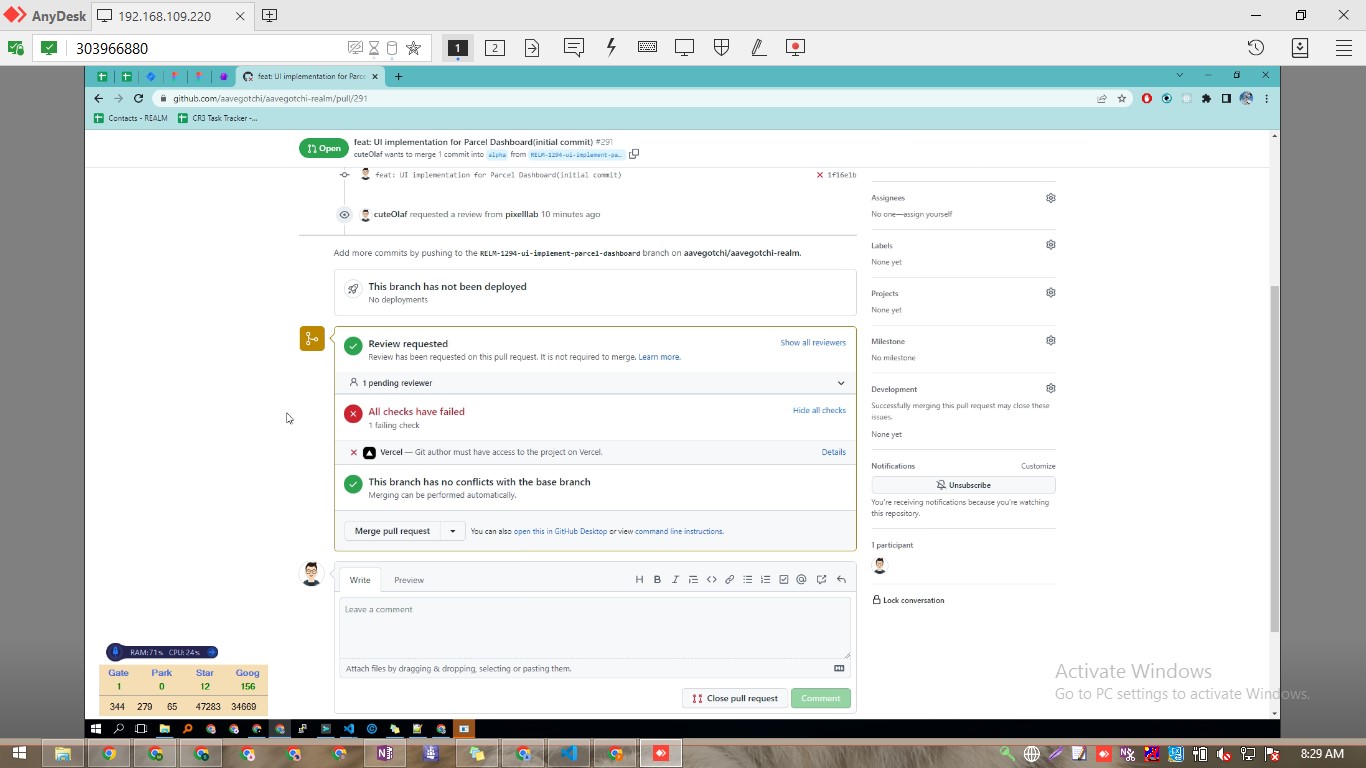 AnyDesk 192.168.109.220
303966880 1 2
feat: UI implementation for Parce
github.com/aavegotchi/aavegotchi-realm/pull/291
Contacts - REALM CR3 Task Tracker -...
Open feat: UI implementation for Parcel Dashboard(initial commit) #291
cuteOlaf wants to merge 1 commit into alpha from RELM-1294-ui-implement-pa…
feat: UI implementation for Parcel Dashboard(initial commit) 1f16e1b
cuteOlaf requested a review from pixelllab 10 minutes ago
Add more commits by pushing to the RELM-1294-ui-implement-parcel-dashboard branch on aavegotchi/aavegotchi-realm.
This branch has not been deployed
No deployments
Review requested Show all reviewers
Review has been requested on this pull request. It is not required to merge. Learn more.
1 pending reviewer
All checks have failed Hide all checks
1 failing check
Vercel — Git author must have access to the project on Vercel. Details
This branch has no conflicts with the base branch
Merging can be performed automatically.
Merge pull request You can also open this in GitHub Desktop or view command line instructions.
Write Preview
Leave a comment
Attach files by dragging & dropping, selecting or pasting them.
Close pull request Comment
Assignees
No one—assign yourself
Labels
None yet
Projects
None yet
Milestone
No milestone
Development
Successfully merging this pull request may close these
issues.
None yet
Notifications Customize
Unsubscribe
You're receiving notifications because you're watching
this repository.
1 participant
Lock conversation
RAM:71% CPU:24%
Gate Park Star Goog
1 0 12 156
344 279 65 47283 34669
Activate Windows
Go to PC settings to activate Windows.
8:29 AM